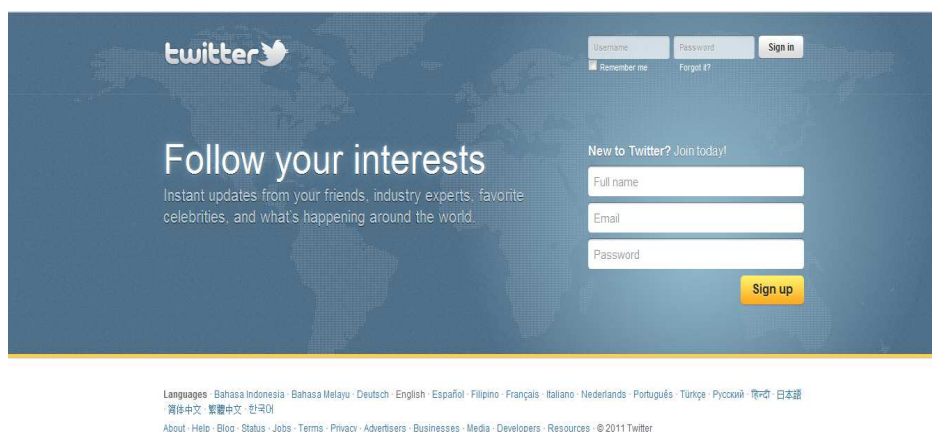 twitter
Username Password Sign in
Remember me Forgot it?
Follow your interests
Instant updates from your friends, industry experts, favorite
celebrities, and what's happening around the world.
New to Twitter? Join today!
Full name
Email
Password
Sign up
Languages · Bahasa Indonesia · Bahasa Melayu · Deutsch · English · Español · Filipino · Français · Italiano · Nederlands · Português · Türkçe · Русский · हिन्दी · 日本語
· 简体中文 · 繁體中文 · 한국어
About · Help · Blog · Status · Jobs · Terms · Privacy · Advertisers · Businesses · Media · Developers · Resources · © 2011 Twitter